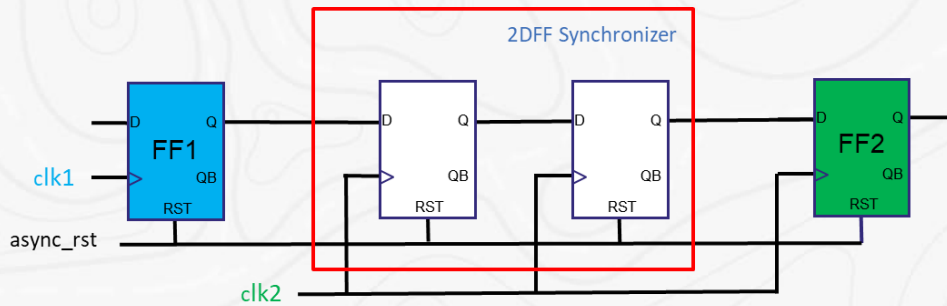 2DFF Synchronizer
D Q
FF1
QB
RST
D Q
QB
RST
D Q
QB
RST
D Q
FF2
QB
RST
clk1
async_rst
clk2